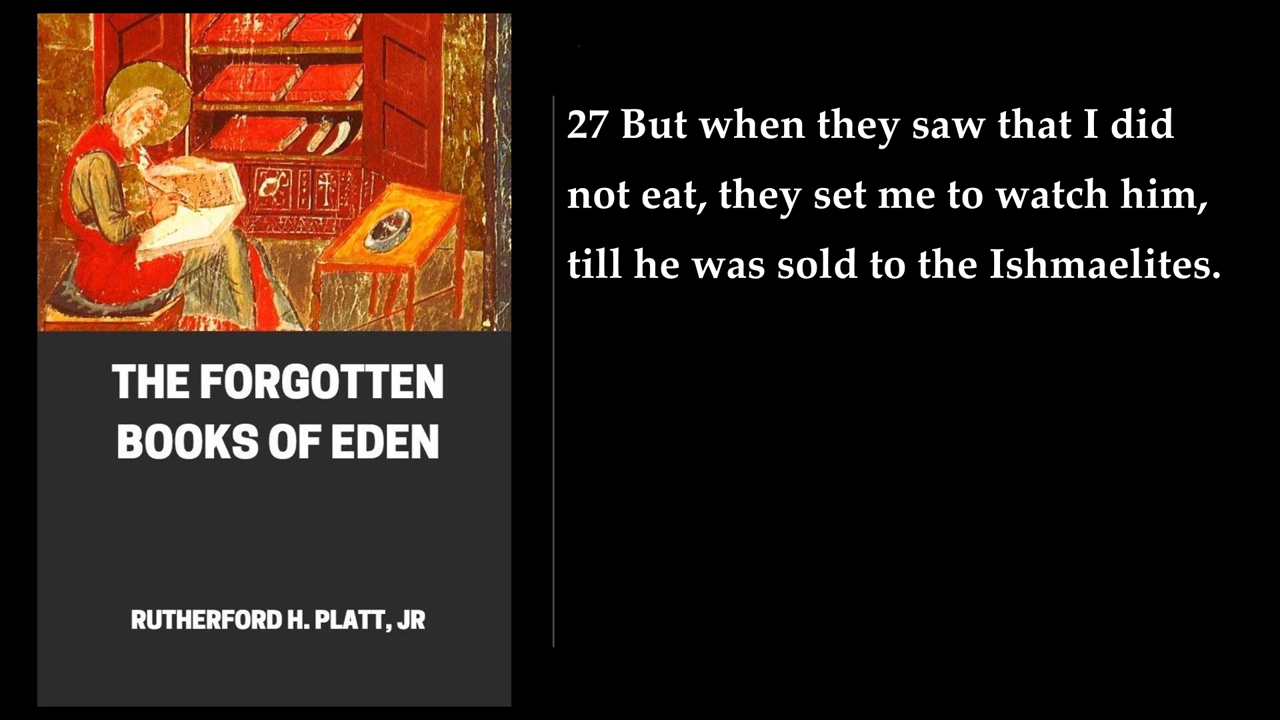 THE FORGOTTEN
BOOKS OF EDEN
RUTHERFORD H. PLATT, JR
27 But when they saw that I did
not eat, they set me to watch him,
till he was sold to the Ishmaelites.